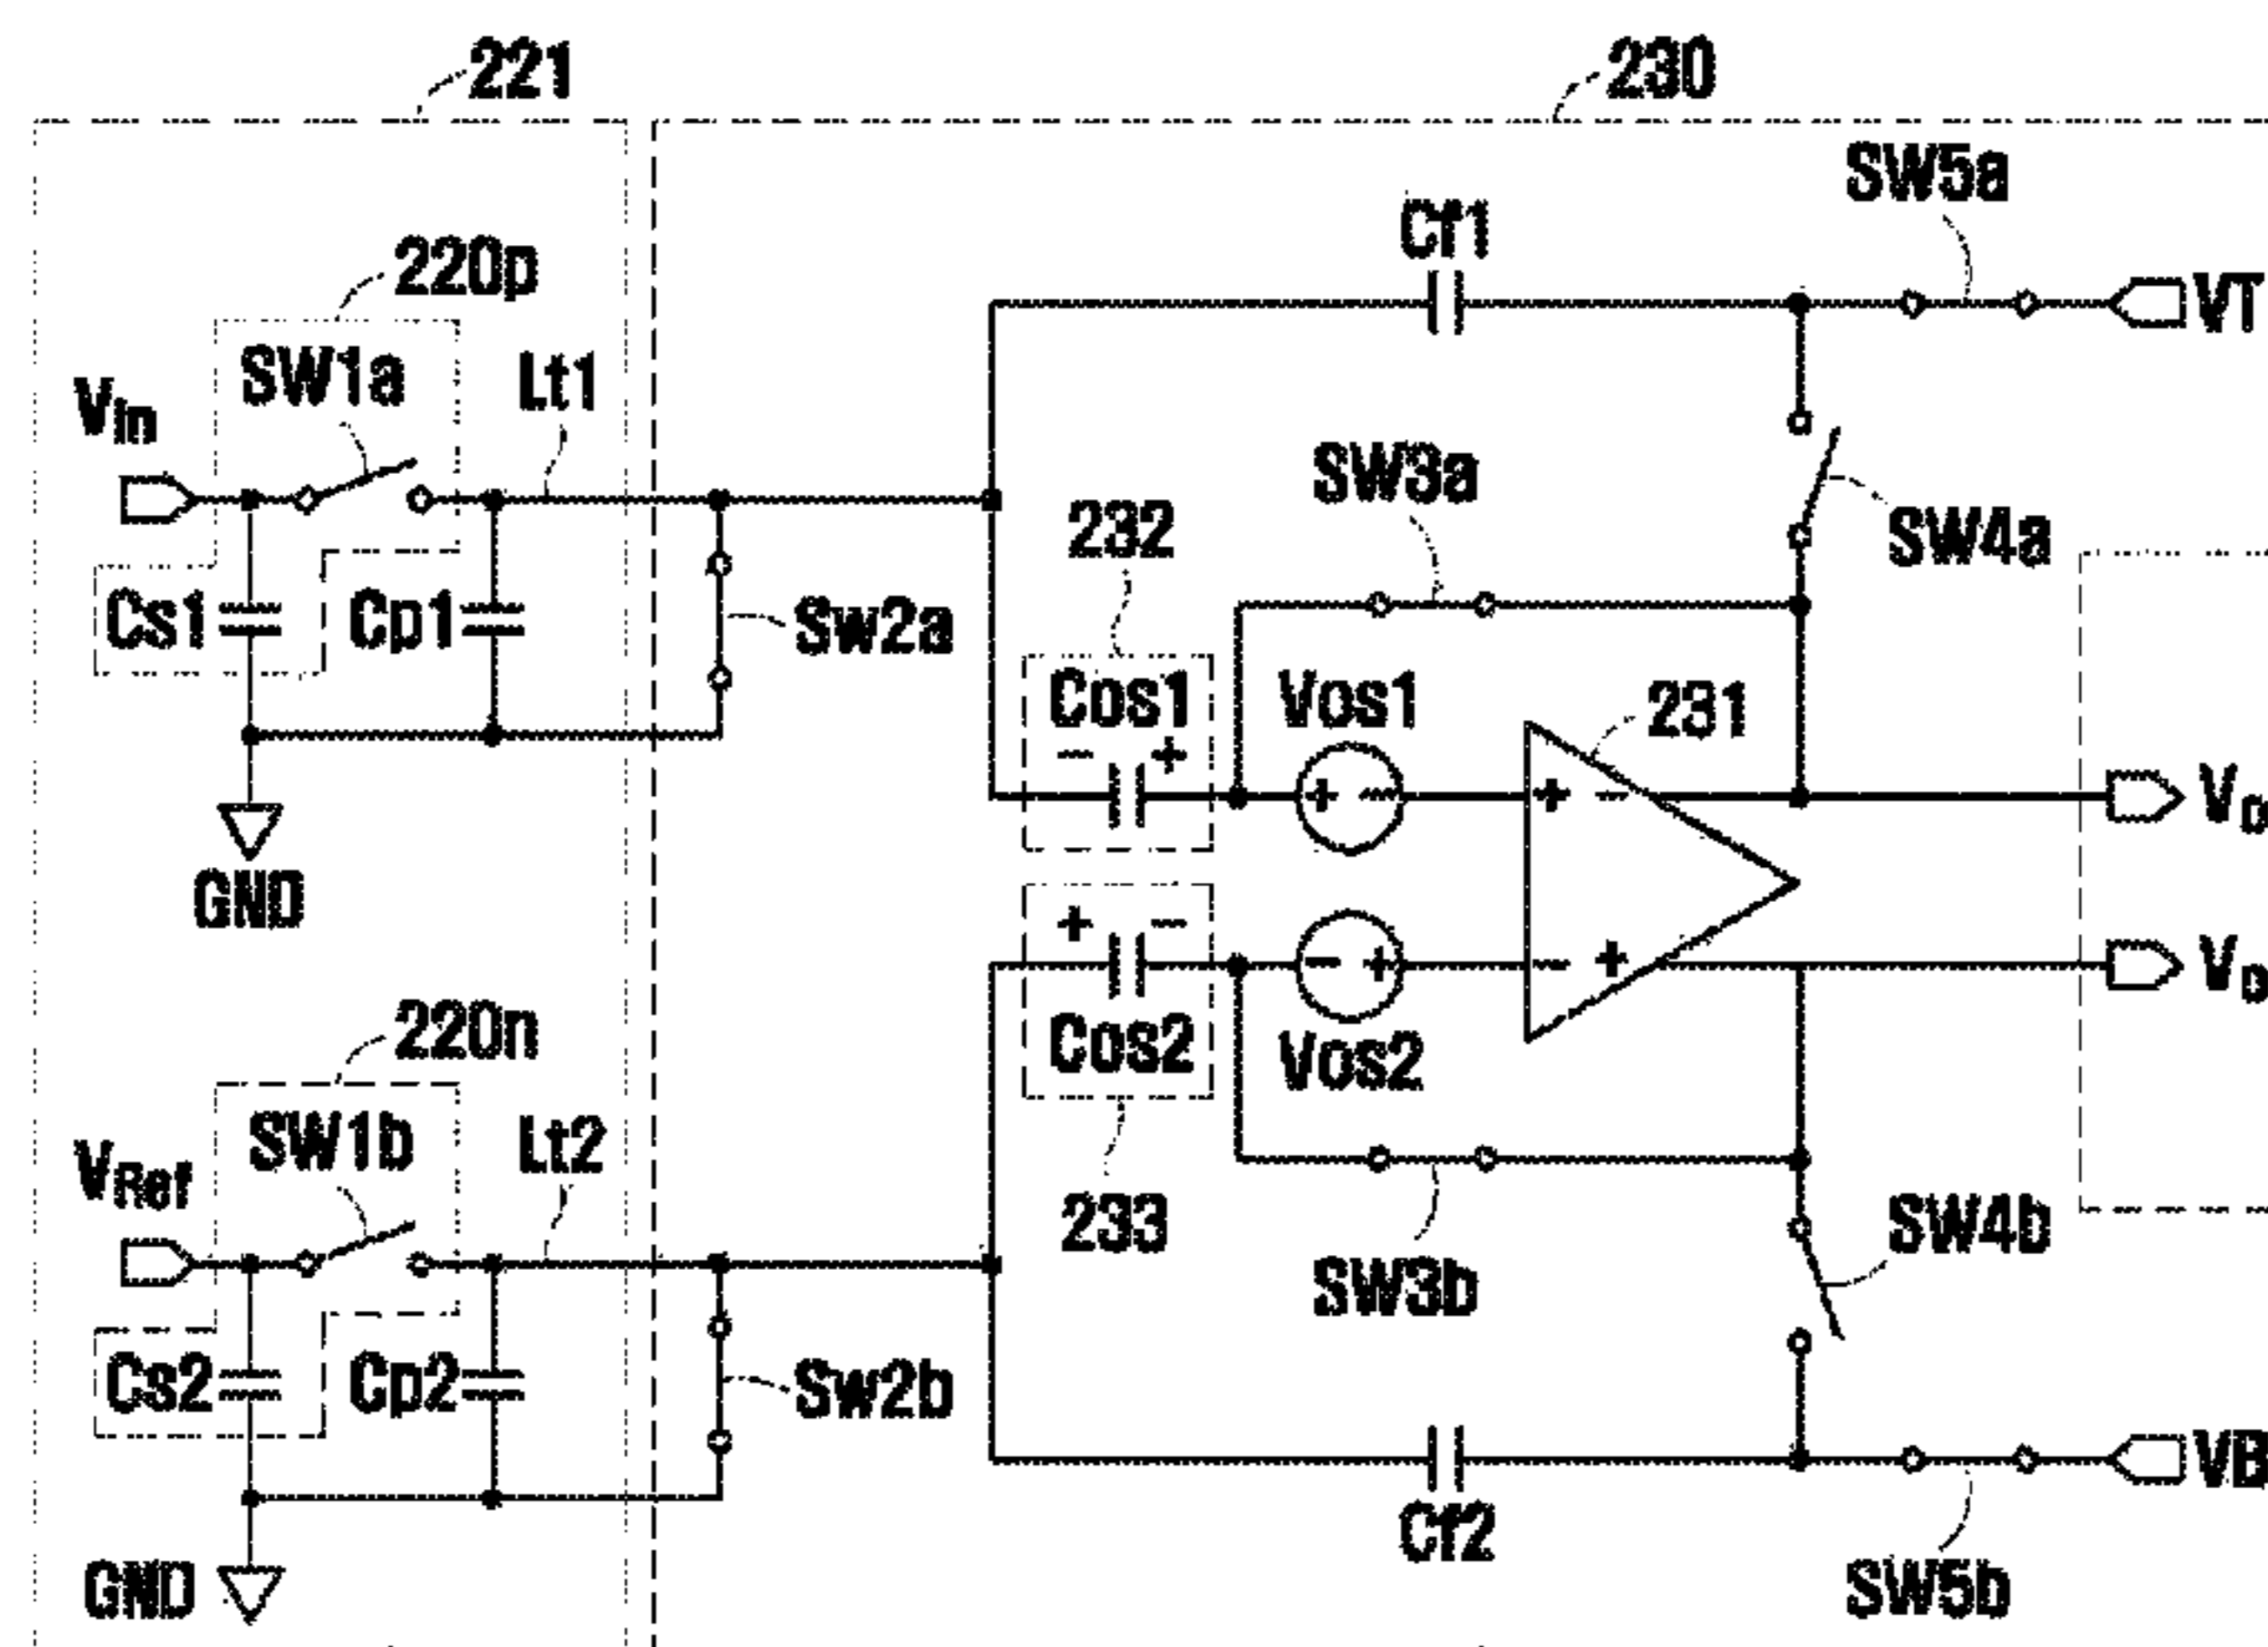 221
230
SW5a
Cf1
220p
VT
SW1a
Lt1
Vin
SW3a
232
SW4a
Cs1
Cp1
Sw2a
Cos1
Vos1
231
- +
+ -
+ -
GND
+ -
- +
- +
Cos2
Vos2
220n
SW1b
Lt2
VRef
233
SW3b
SW4b
Cs2
Cp2
Sw2b
VB
Cf2
GND
SW5b